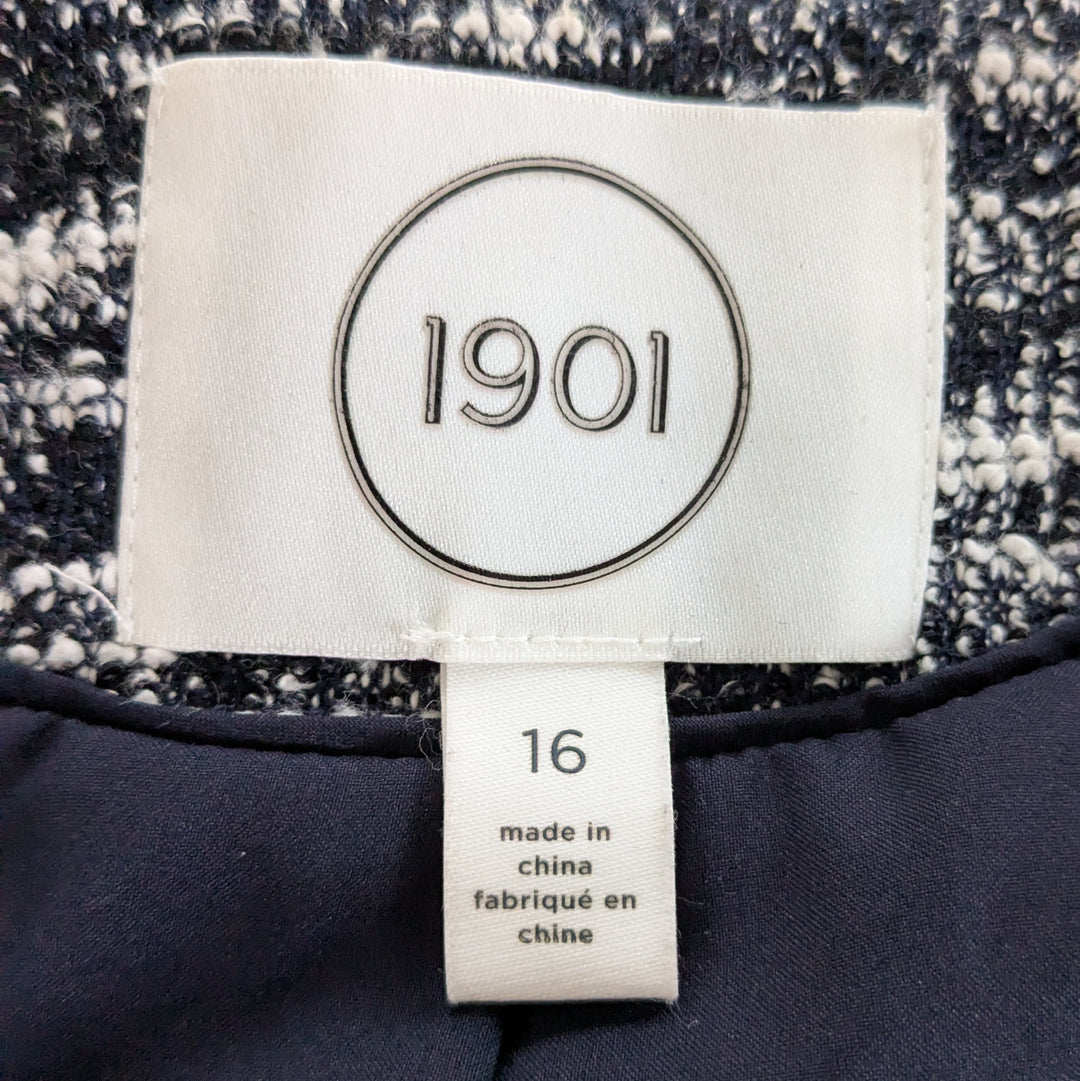 1901
16
made in
china
fabriqué en
chine